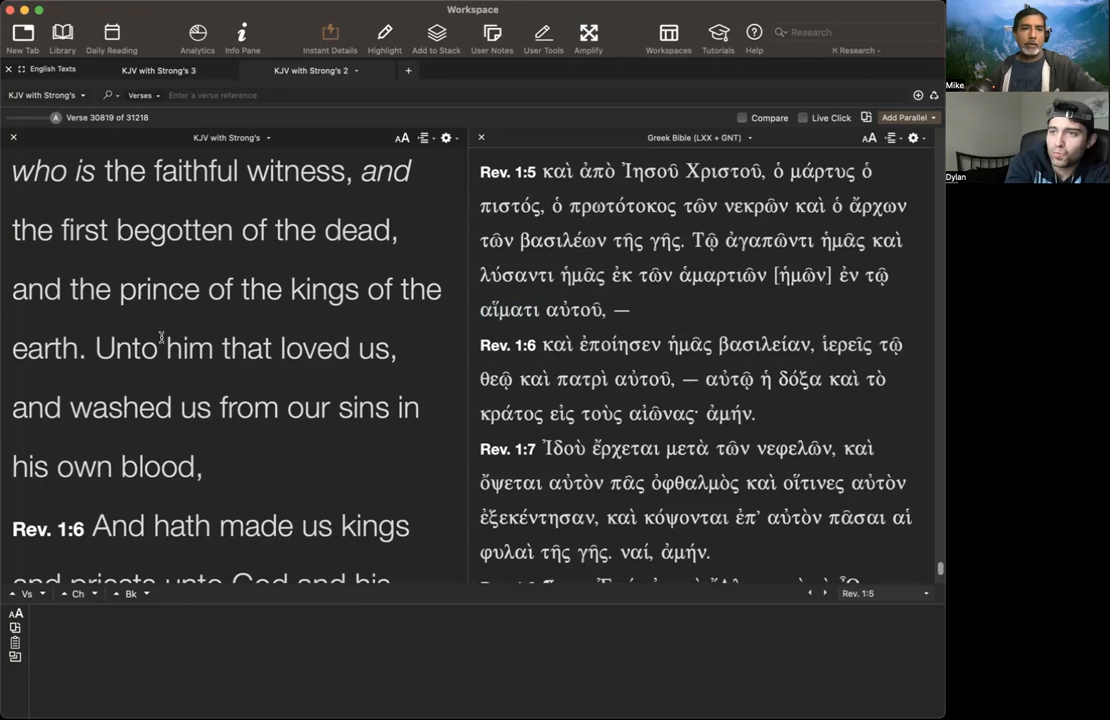 Workspace
New Tab
Library
Daily Reading
Analytics
Info Pane
Instant Details
Highlight
Add to Stack
User Notes
User Tools
Amplify
Workspaces
Tutorials
Help
Research
⌘ Research
English Texts
KJV with Strong's 3
KJV with Strong's 2
KJV with Strong's
Verses
Enter a verse reference
A
Verse 30819 of 31218
Compare
Live Click
Add Parallel
KJV with Strong's
who is the faithful witness, and
the first begotten of the dead,
and the prince of the kings of the
earth. Unto him that loved us,
and washed us from our sins in
his own blood,
Rev. 1:6 And hath made us kings
and priests unto God and his
Greek Bible (LXX + GNT)
Rev. 1:5 καὶ ἀπὸ Ἰησοῦ Χριστοῦ, ὁ μάρτυς ὁ
πιστός, ὁ πρωτότοκος τῶν νεκρῶν καὶ ὁ ἄρχων
τῶν βασιλέων τῆς γῆς. Τῷ ἀγαπῶντι ἡμᾶς καὶ
λύσαντι ἡμᾶς ἐκ τῶν ἁμαρτιῶν [ἡμῶν] ἐν τῷ
αἵματι αὐτοῦ, —
Rev. 1:6 καὶ ἐποίησεν ἡμᾶς βασιλείαν, ἱερεῖς τῷ
θεῷ καὶ πατρὶ αὐτοῦ, — αὐτῷ ἡ δόξα καὶ τὸ
κράτος εἰς τοὺς αἰῶνας· ἀμήν.
Rev. 1:7 Ἰδοὺ ἔρχεται μετὰ τῶν νεφελῶν, καὶ
ὄψεται αὐτὸν πᾶς ὀφθαλμὸς καὶ οἵτινες αὐτὸν
ἐξεκέντησαν, καὶ κόψονται ἐπ’ αὐτὸν πᾶσαι αἱ
φυλαὶ τῆς γῆς. ναί, ἀμήν.
Vs
Ch
Bk
Rev. 1:5
Mike
Dylan